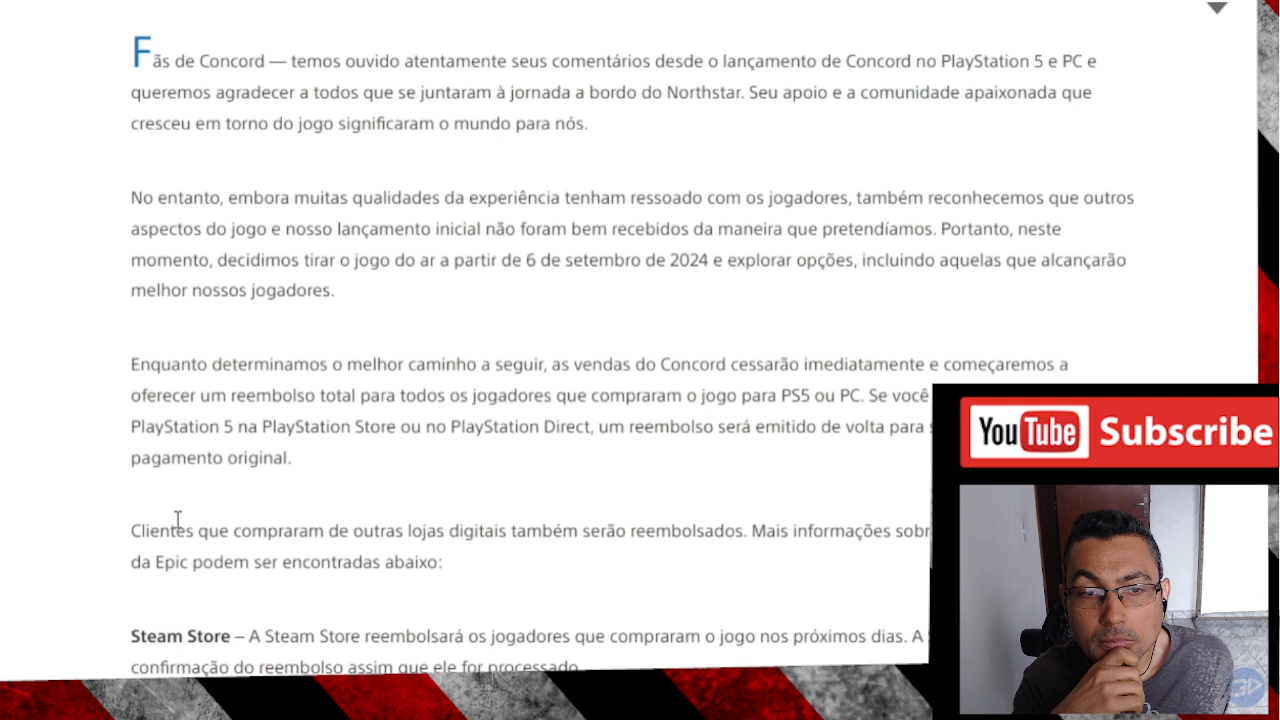 Fãs de Concord — temos ouvido atentamente seus comentários desde o lançamento de Concord no PlayStation 5 e PC e
queremos agradecer a todos que se juntaram à jornada a bordo do Northstar. Seu apoio e a comunidade apaixonada que
cresceu em torno do jogo significaram o mundo para nós.
No entanto, embora muitas qualidades da experiência tenham ressoado com os jogadores, também reconhecemos que outros
aspectos do jogo e nosso lançamento inicial não foram bem recebidos da maneira que pretendíamos. Portanto, neste
momento, decidimos tirar o jogo do ar a partir de 6 de setembro de 2024 e explorar opções, incluindo aquelas que alcançarão
melhor nossos jogadores.
Enquanto determinamos o melhor caminho a seguir, as vendas do Concord cessarão imediatamente e começaremos a
oferecer um reembolso total para todos os jogadores que compraram o jogo para PS5 ou PC. Se você
PlayStation 5 na PlayStation Store ou no PlayStation Direct, um reembolso será emitido de volta para
pagamento original.
Clientes que compraram de outras lojas digitais também serão reembolsados. Mais informações
da Epic podem ser encontradas abaixo:
Steam Store – A Steam Store reembolsará os jogadores que compraram o jogo nos próximos dias. A
confirmação do reembolso assim que ele for processado.
YouTube Subscribe